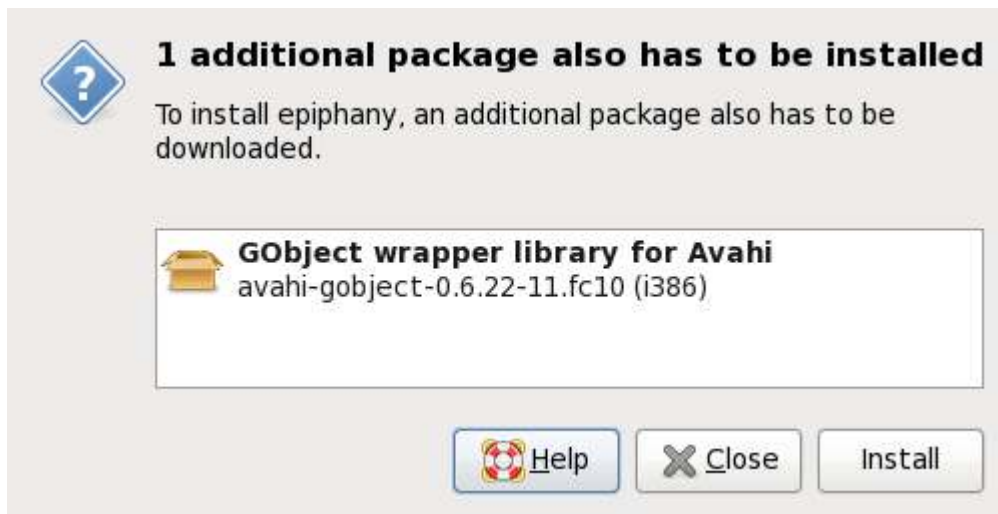 1 additional package also has to be installed
To install epiphany, an additional package also has to be
downloaded.
GObject wrapper library for Avahi
avahi-gobject-0.6.22-11.fc10 (i386)
Help
Close
Install